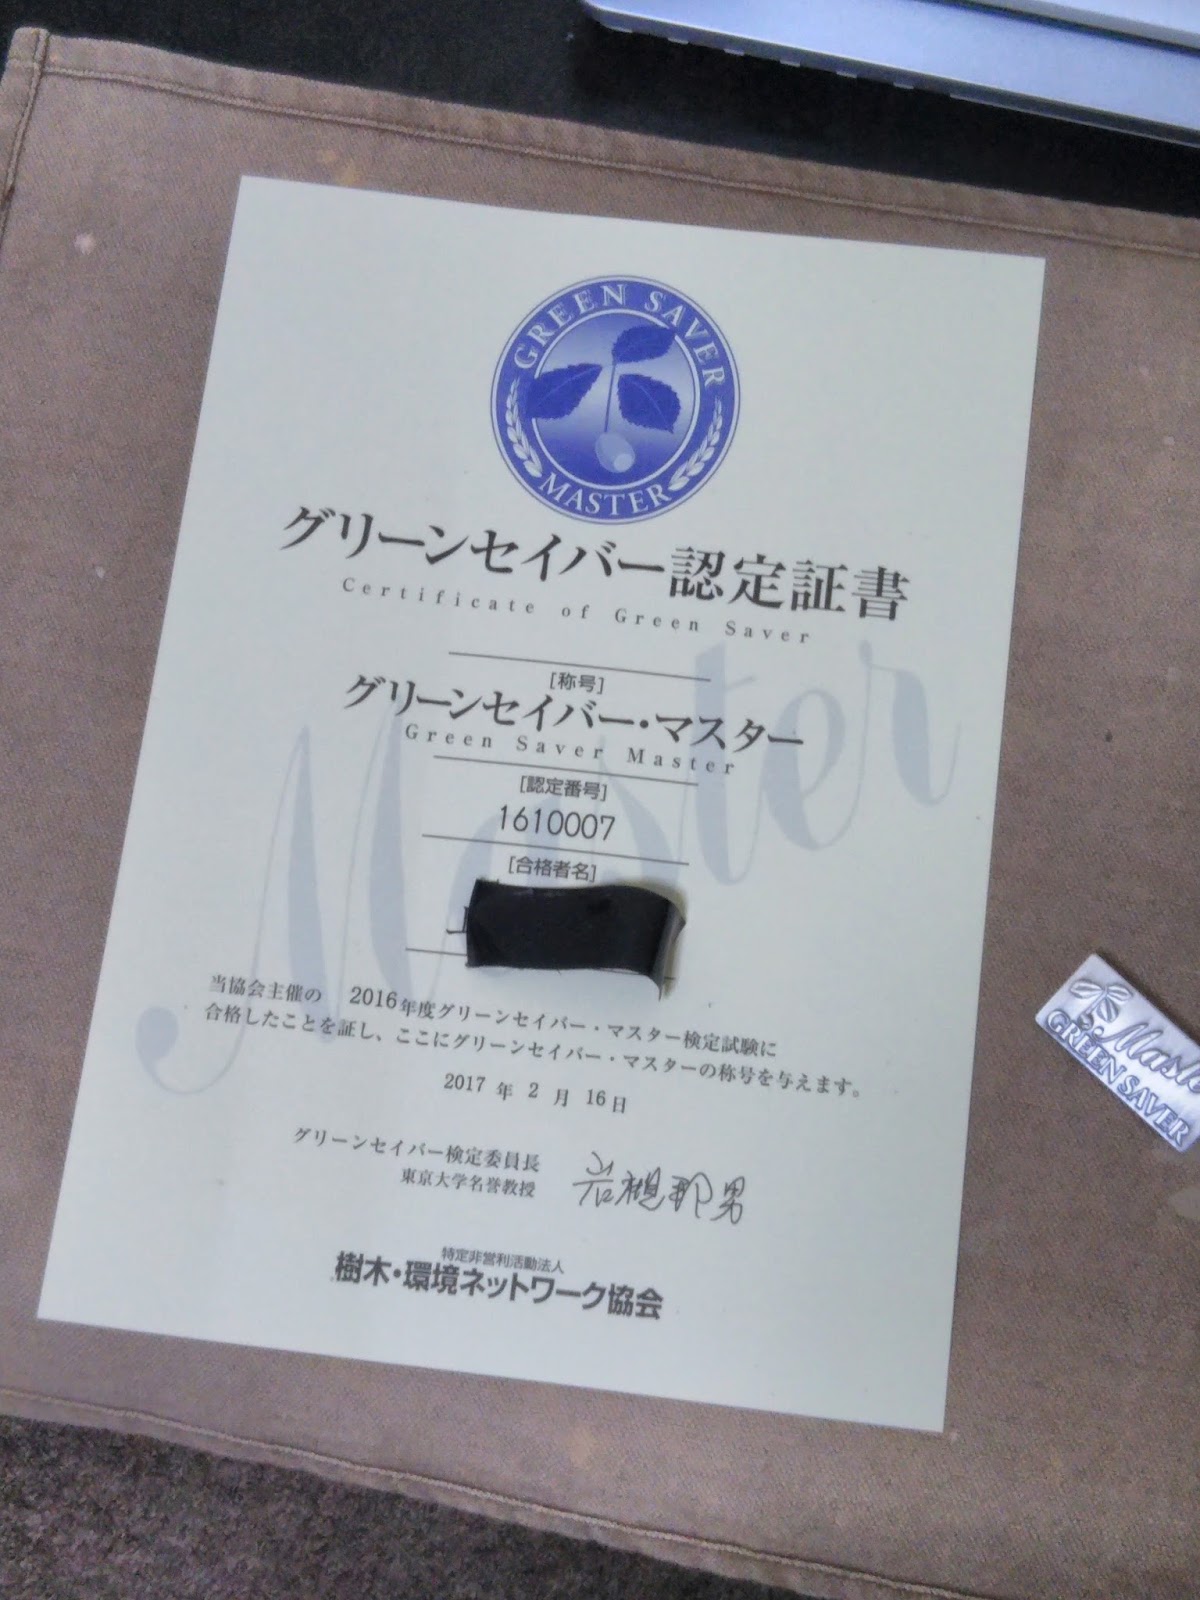 GREEN SAVER
MASTER
グリーンセイバー認定証書
Certificate of Green Saver
Master
[称号]
グリーンセイバー・マスター
Green Saver Master
[認定番号]
1610007
[合格者名]
当協会主催の 2016年度グリーンセイバー・マスター検定試験に
合格したことを証し、ここにグリーンセイバー・マスターの称号を与えます。
2017 年 2 月 16 日
グリーンセイバー検定委員長
東京大学名誉教授 岩槻邦男
特定非営利活動法人
樹木・環境ネットワーク協会
Maste
GREEN SAVER